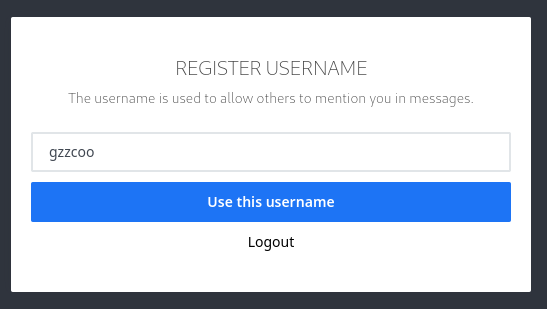 REGISTER USERNAME
The username is used to allow others to mention you in messages.
gzzcoo
Use this username
Logout